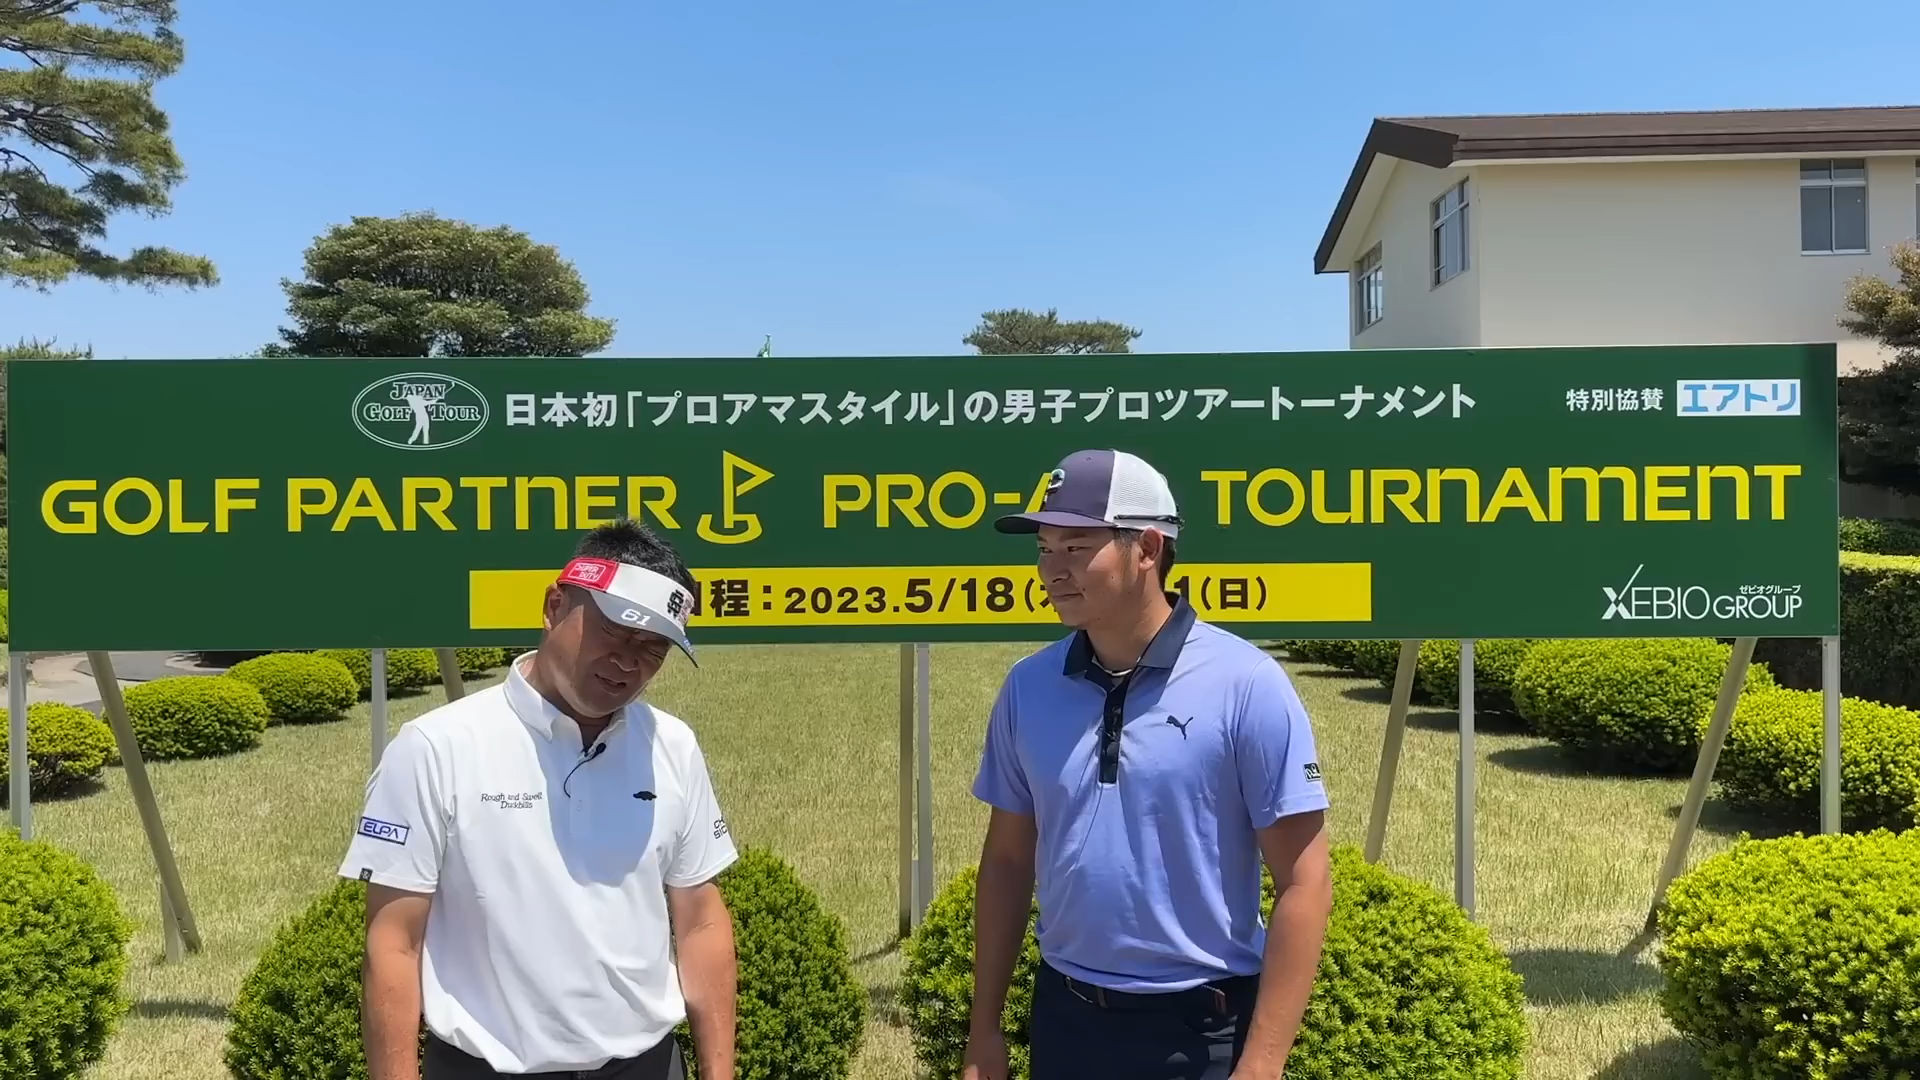 JAPAN GOLF TOUR
日本初「プロアマスタイル」の男子プロツアートーナメント
特別協賛 エアトリ
GOLF PARTNER PRO-A TOURNAMENT
程：2023.5/18( 1(日)
ゼビオグループ
XEBIO GROUP
SUPER DUTY
61
Rough and Swell
Duckbills
ELPA